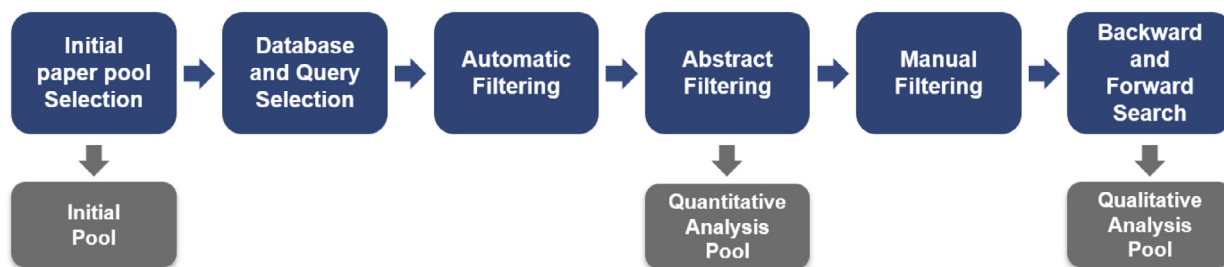 Initial
paper pool
Selection
Database
and Query
Selection
Automatic
Filtering
Abstract
Filtering
Manual
Filtering
Backward
and
Forward
Search
Initial
Pool
Quantitative
Analysis
Pool
Qualitative
Analysis
Pool